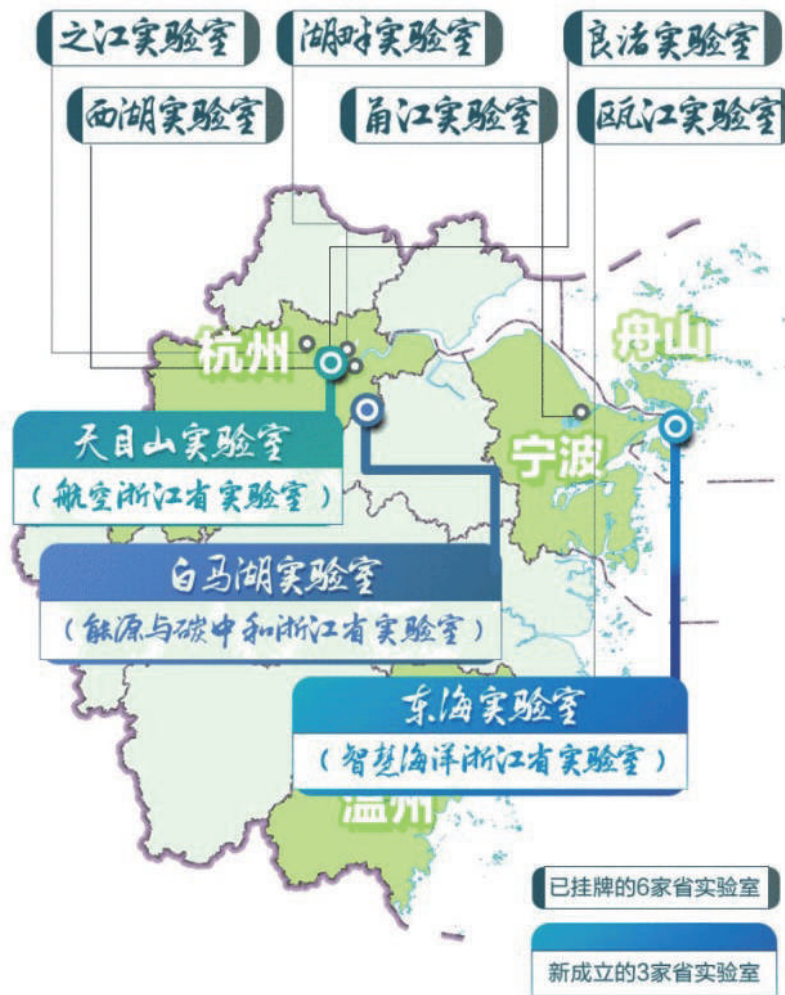 之江实验室
湖畔实验室
良渚实验室
西湖实验室
甬江实验室
瓯江实验室
舟山
杭州
宁波
天目山实验室
（航空浙江省实验室）
白马湖实验室
（能源与碳中和浙江省实验室）
东海实验室
（智慧海洋浙江省实验室）
温州
已挂牌的6家省实验室
新成立的3家省实验室